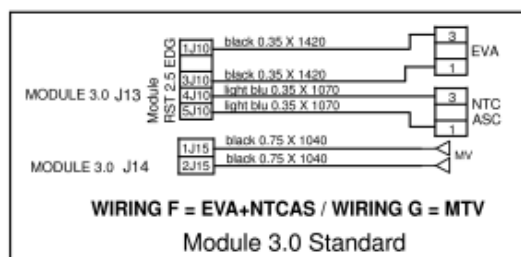 1J10 black 0.35 X 1420 3
EVA
3J10 black 0.35 X 1420 1
4J10 light blu 0.35 X 1070 3
NTC
5J10 light blu 0.35 X 1070
ASC
1
MODULE 3.0 J13
Module
RST 2.5 EDG
1J15 black 0.75 X 1040
MV
2J15 black 0.75 X 1040
MODULE 3.0 J14
WIRING F = EVA+NTCAS / WIRING G = MTV
Module 3.0 Standard